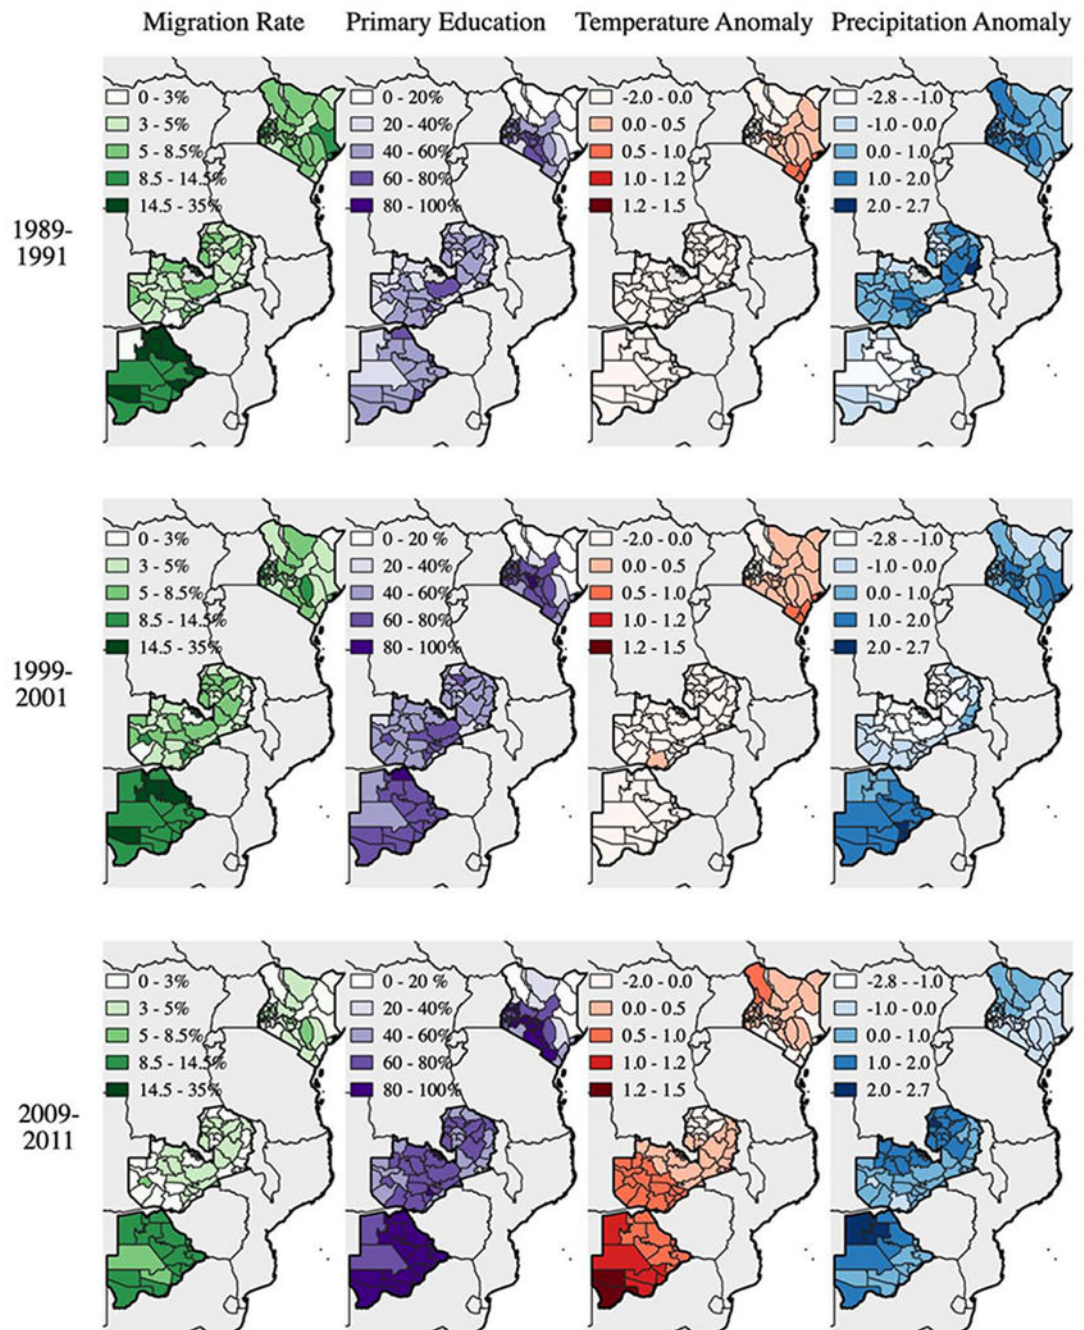 Migration Rate
Primary Education
Temperature Anomaly
Precipitation Anomaly
1989-
1991
0 - 3%
3 - 5%
5 - 8.5%
8.5 - 14.5%
14.5 - 35%
0 - 20%
20 - 40%
40 - 60%
60 - 80%
80 - 100%
-2.0 - 0.0
0.0 - 0.5
0.5 - 1.0
1.0 - 1.2
1.2 - 1.5
-2.8 - -1.0
-1.0 - 0.0
0.0 - 1.0
1.0 - 2.0
2.0 - 2.7
1999-
2001
0 - 3%
3 - 5%
5 - 8.5%
8.5 - 14.5%
14.5 - 35%
0 - 20 %
20 - 40%
40 - 60%
60 - 80%
80 - 100%
-2.0 - 0.0
0.0 - 0.5
0.5 - 1.0
1.0 - 1.2
1.2 - 1.5
-2.8 - -1.0
-1.0 - 0.0
0.0 - 1.0
1.0 - 2.0
2.0 - 2.7
2009-
2011
0 - 3%
3 - 5%
5 - 8.5%
8.5 - 14.5%
14.5 - 35%
0 - 20 %
20 - 40%
40 - 60%
60 - 80%
80 - 100%
-2.0 - 0.0
0.0 - 0.5
0.5 - 1.0
1.0 - 1.2
1.2 - 1.5
-2.8 - -1.0
-1.0 - 0.0
0.0 - 1.0
1.0 - 2.0
2.0 - 2.7